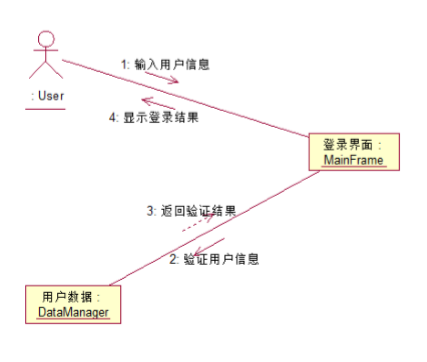 1: 输入用户信息
: User
4: 显示登录结果
登录界面 :
MainFrame
3: 返回验证结果
2: 验证用户信息
用户数据 :
DataManager